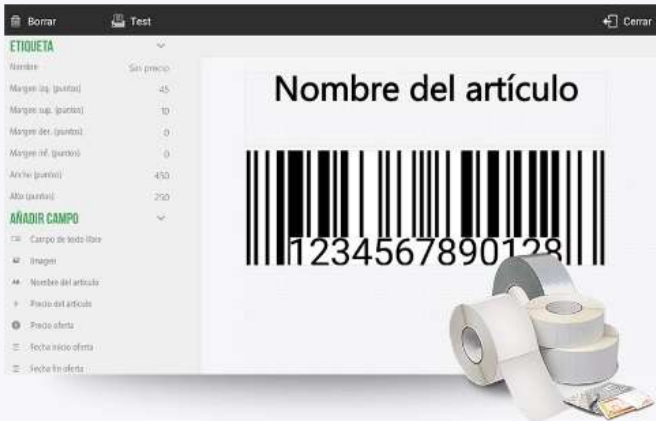 Borrar
Test
Cerrar
ETIQUETA
Nombre
Sin precio
Margen izq. (puntos)
45
Margen sup. (puntos)
10
Margen der. (puntos)
0
Margen inf. (puntos)
0
Ancho (puntos)
450
Alto (puntos)
250
AÑADIR CAMPO
Campo de texto libre
Imagen
Nombre del artículo
Precio del artículo
Precio oferta
Fecha inicio oferta
Fecha fin oferta
Nombre del artículo
1234567890128